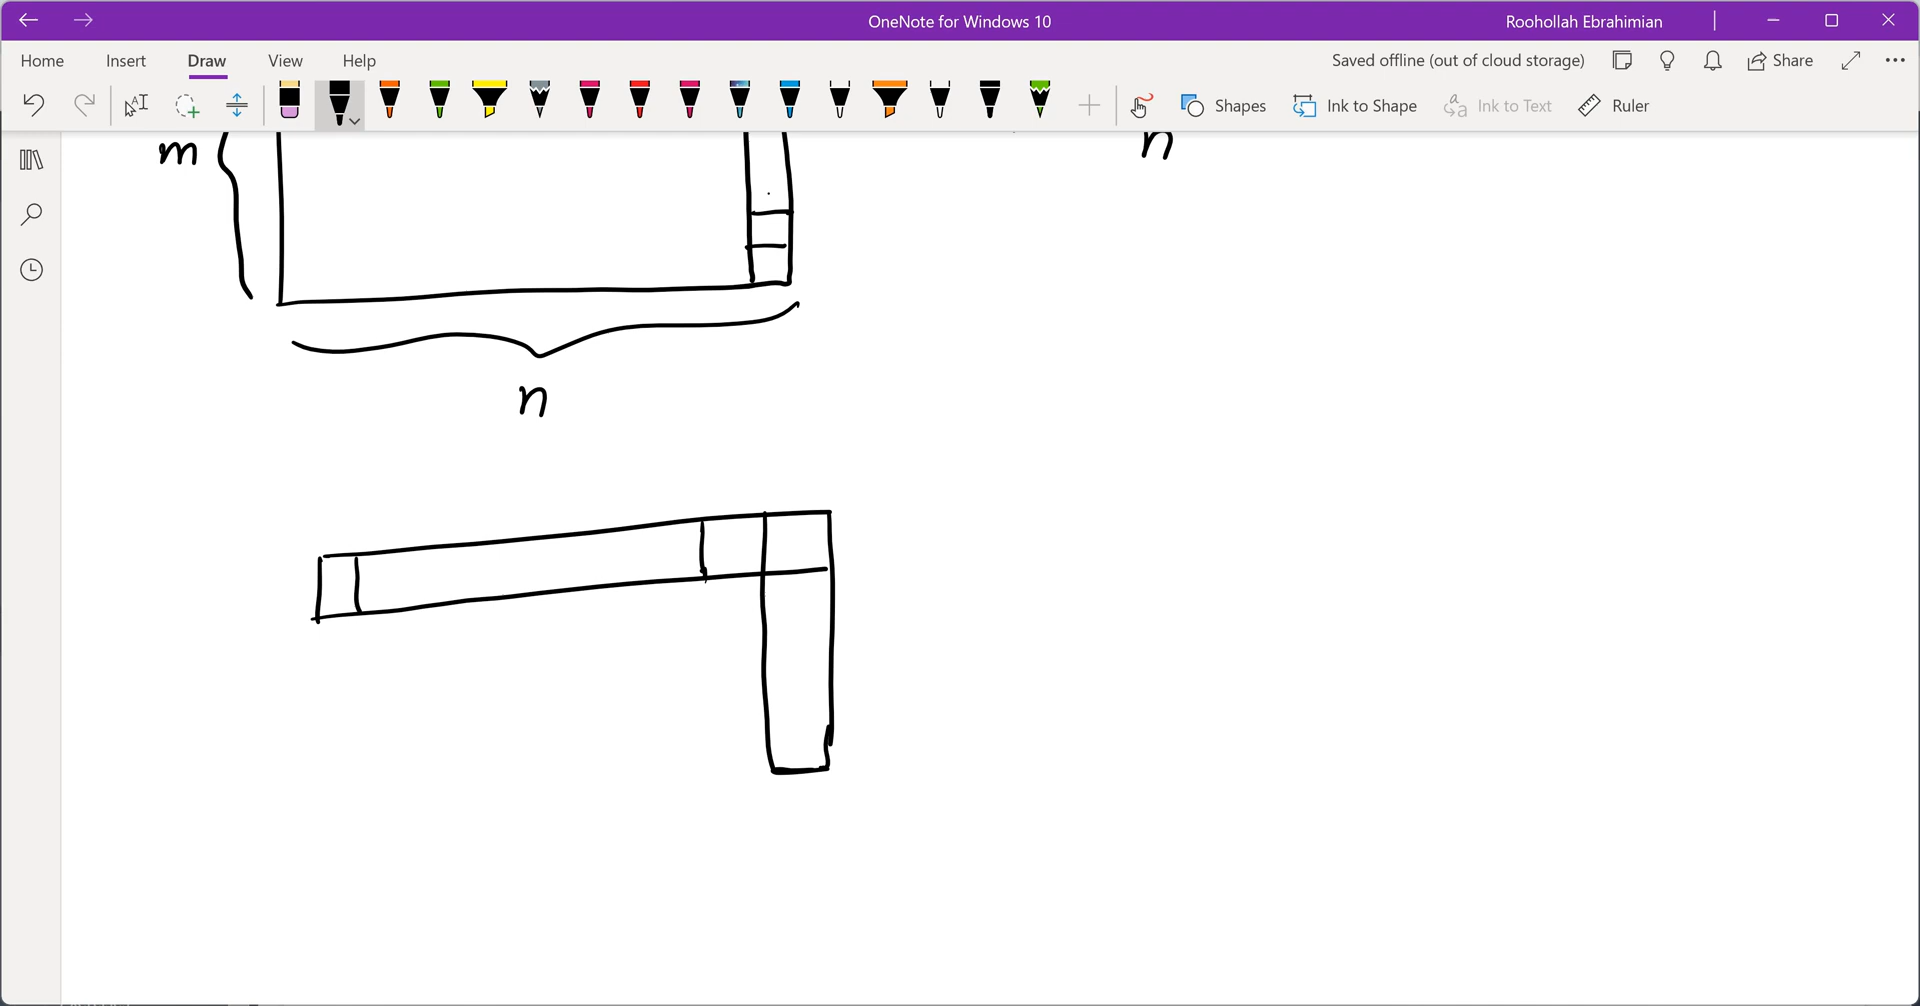 OneNote for Windows 10
Roohollah Ebrahimian
Home Insert Draw View Help
Saved offline (out of cloud storage) Share
Shapes Ink to Shape Ink to Text Ruler
m
n
n